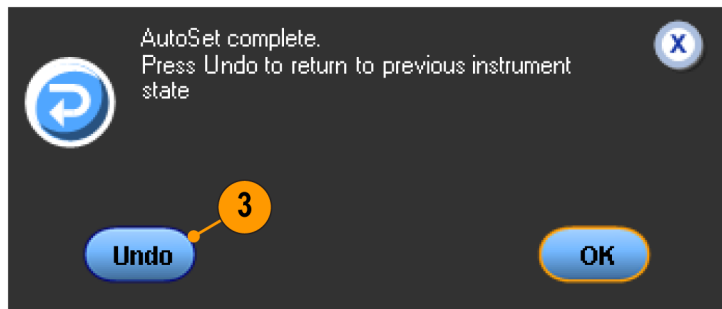 AutoSet complete.
Press Undo to return to previous instrument
state
X
3
Undo
OK